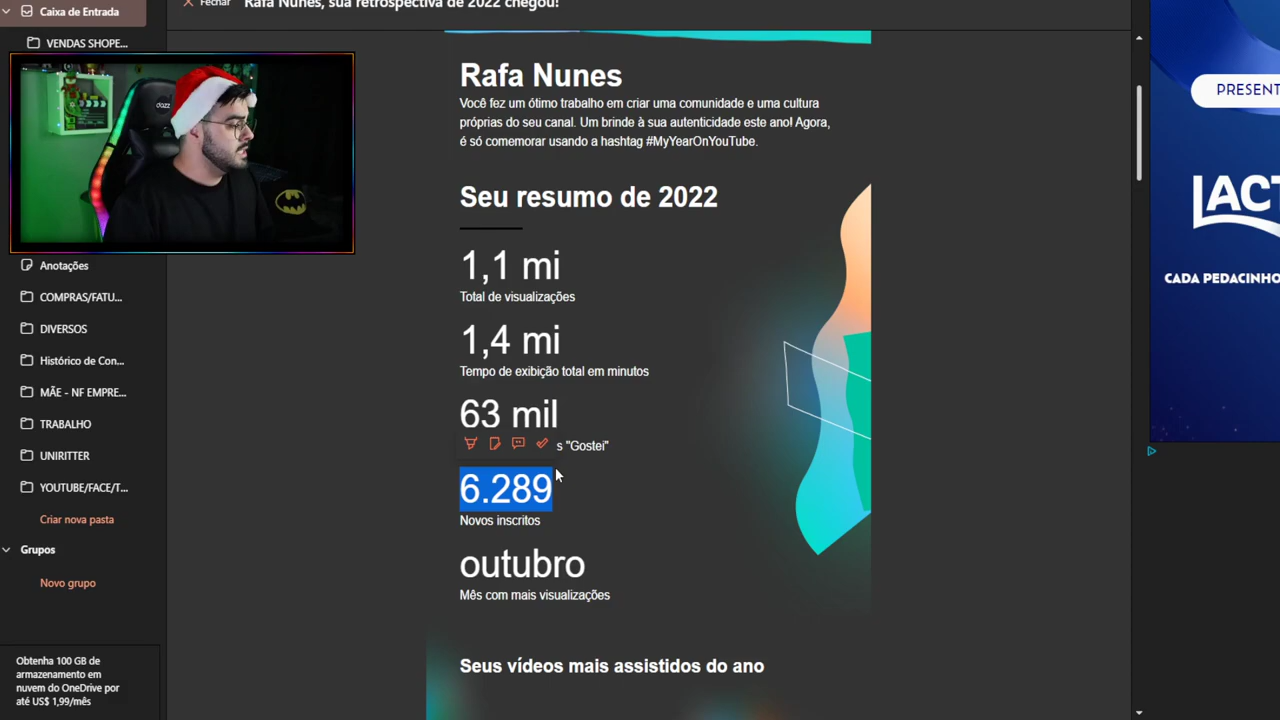 Fechar
Rafa Nunes, sua retrospectiva de 2022 chegou!
Caixa de Entrada
VENDAS SHOPE...
dazz
Anotações
COMPRAS/FATU...
DIVERSOS
Histórico de Con...
MÃE - NF EMPRE...
TRABALHO
UNIRITTER
YOUTUBE/FACE/T...
Criar nova pasta
Grupos
Novo grupo
Obtenha 100 GB de
armazenamento em
nuvem do OneDrive por
até US$ 1,99/mês
Rafa Nunes
Você fez um ótimo trabalho em criar uma comunidade e uma cultura
próprias do seu canal. Um brinde à sua autenticidade este ano! Agora,
é só comemorar usando a hashtag #MyYearOnYouTube.
Seu resumo de 2022
1,1 mi
Total de visualizações
1,4 mi
Tempo de exibição total em minutos
63 mil
s "Gostei"
6.289
Novos inscritos
outubro
Mês com mais visualizações
Seus vídeos mais assistidos do ano
PRESENT
LACT
CADA PEDACINHO